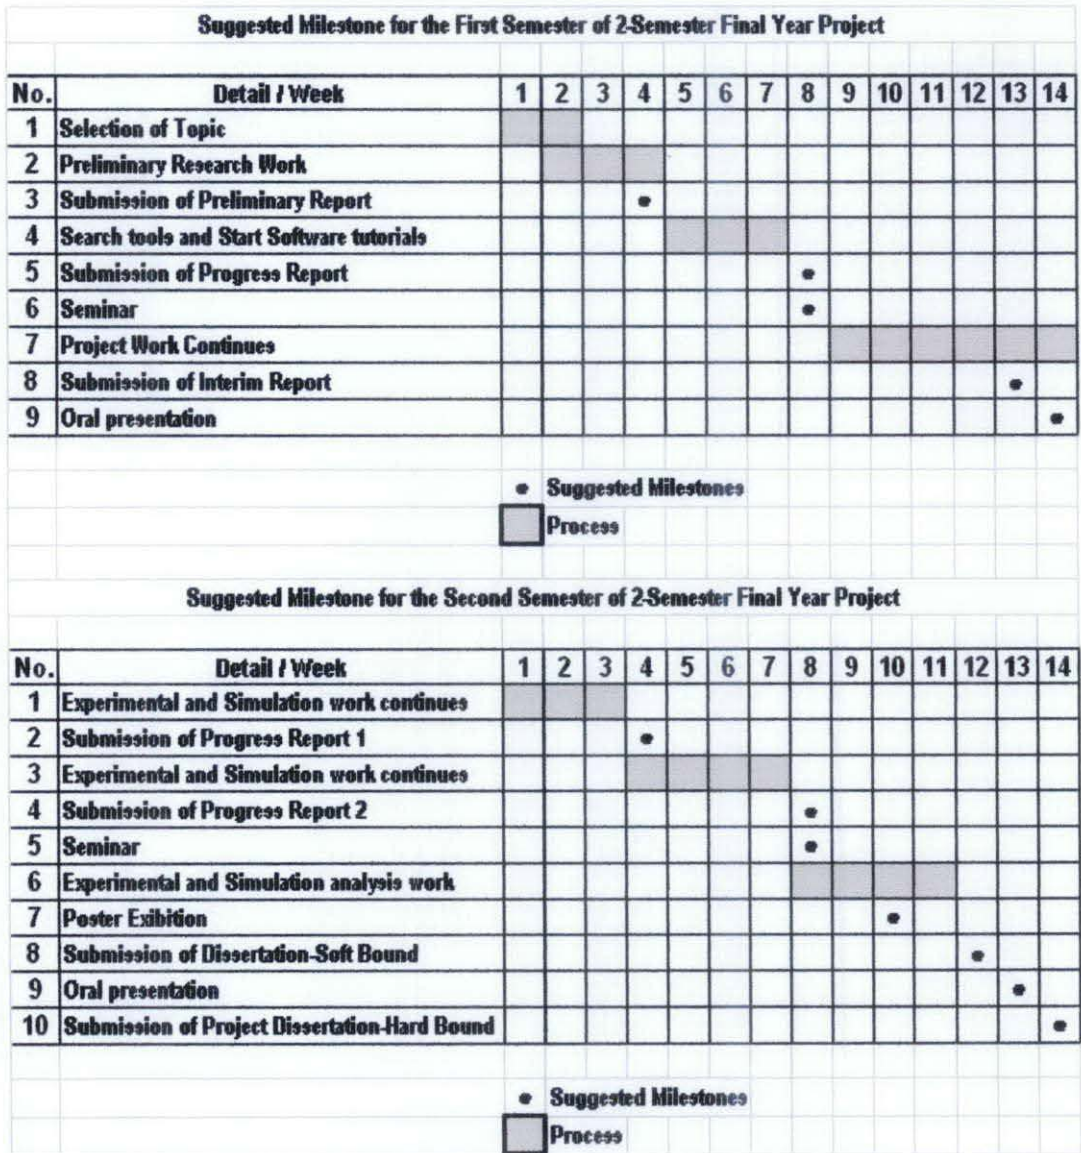 Suggested Milestone for the First Semester of 2-Semester Final Year Project
No. Detail / Week 1 2 3 4 5 6 7 8 9 10 11 12 13 14
1 Selection of Topic
2 Preliminary Research Work
3 Submission of Preliminary Report •
4 Search tools and Start Software tutorials
5 Submission of Progress Report •
6 Seminar •
7 Project Work Continues
8 Submission of Interim Report •
9 Oral presentation •
• Suggested Milestones
Process
Suggested Milestone for the Second Semester of 2-Semester Final Year Project
No. Detail / Week 1 2 3 4 5 6 7 8 9 10 11 12 13 14
1 Experimental and Simulation work continues
2 Submission of Progress Report 1 •
3 Experimental and Simulation work continues
4 Submission of Progress Report 2 •
5 Seminar •
6 Experimental and Simulation analysis work
7 Poster Exibition •
8 Submission of Dissertation-Soft Bound •
9 Oral presentation •
10 Submission of Project Dissertation-Hard Bound •
• Suggested Milestones
Process